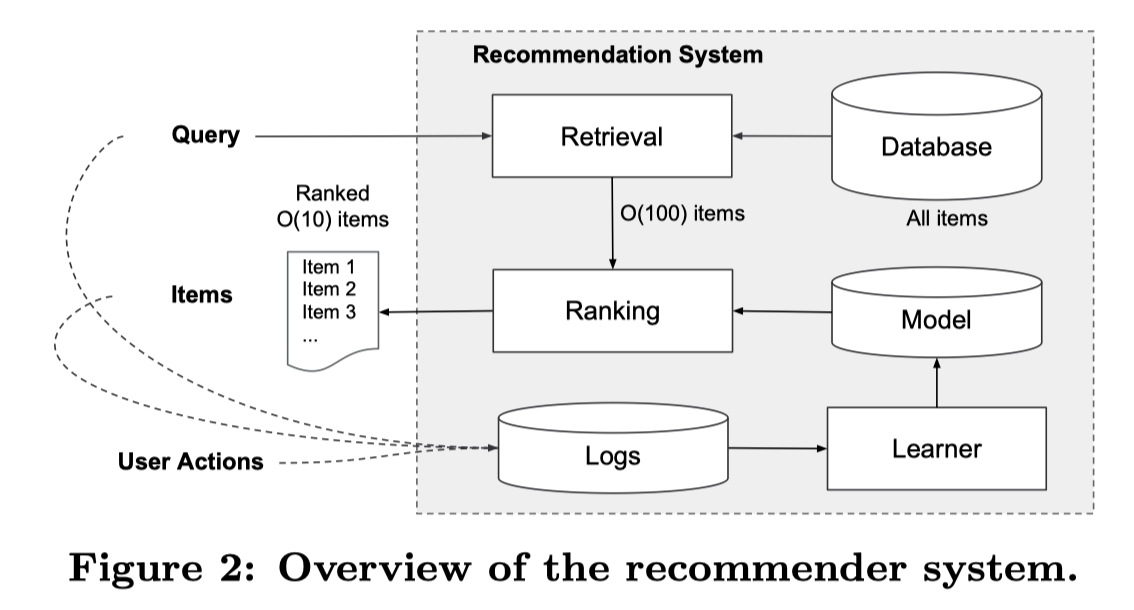 Recommendation System
Query
Retrieval
Database
All items
Ranked
O(10) items
O(100) items
Items
Item 1
Item 2
Item 3
...
Ranking
Model
User Actions
Logs
Learner
Figure 2: Overview of the recommender system.